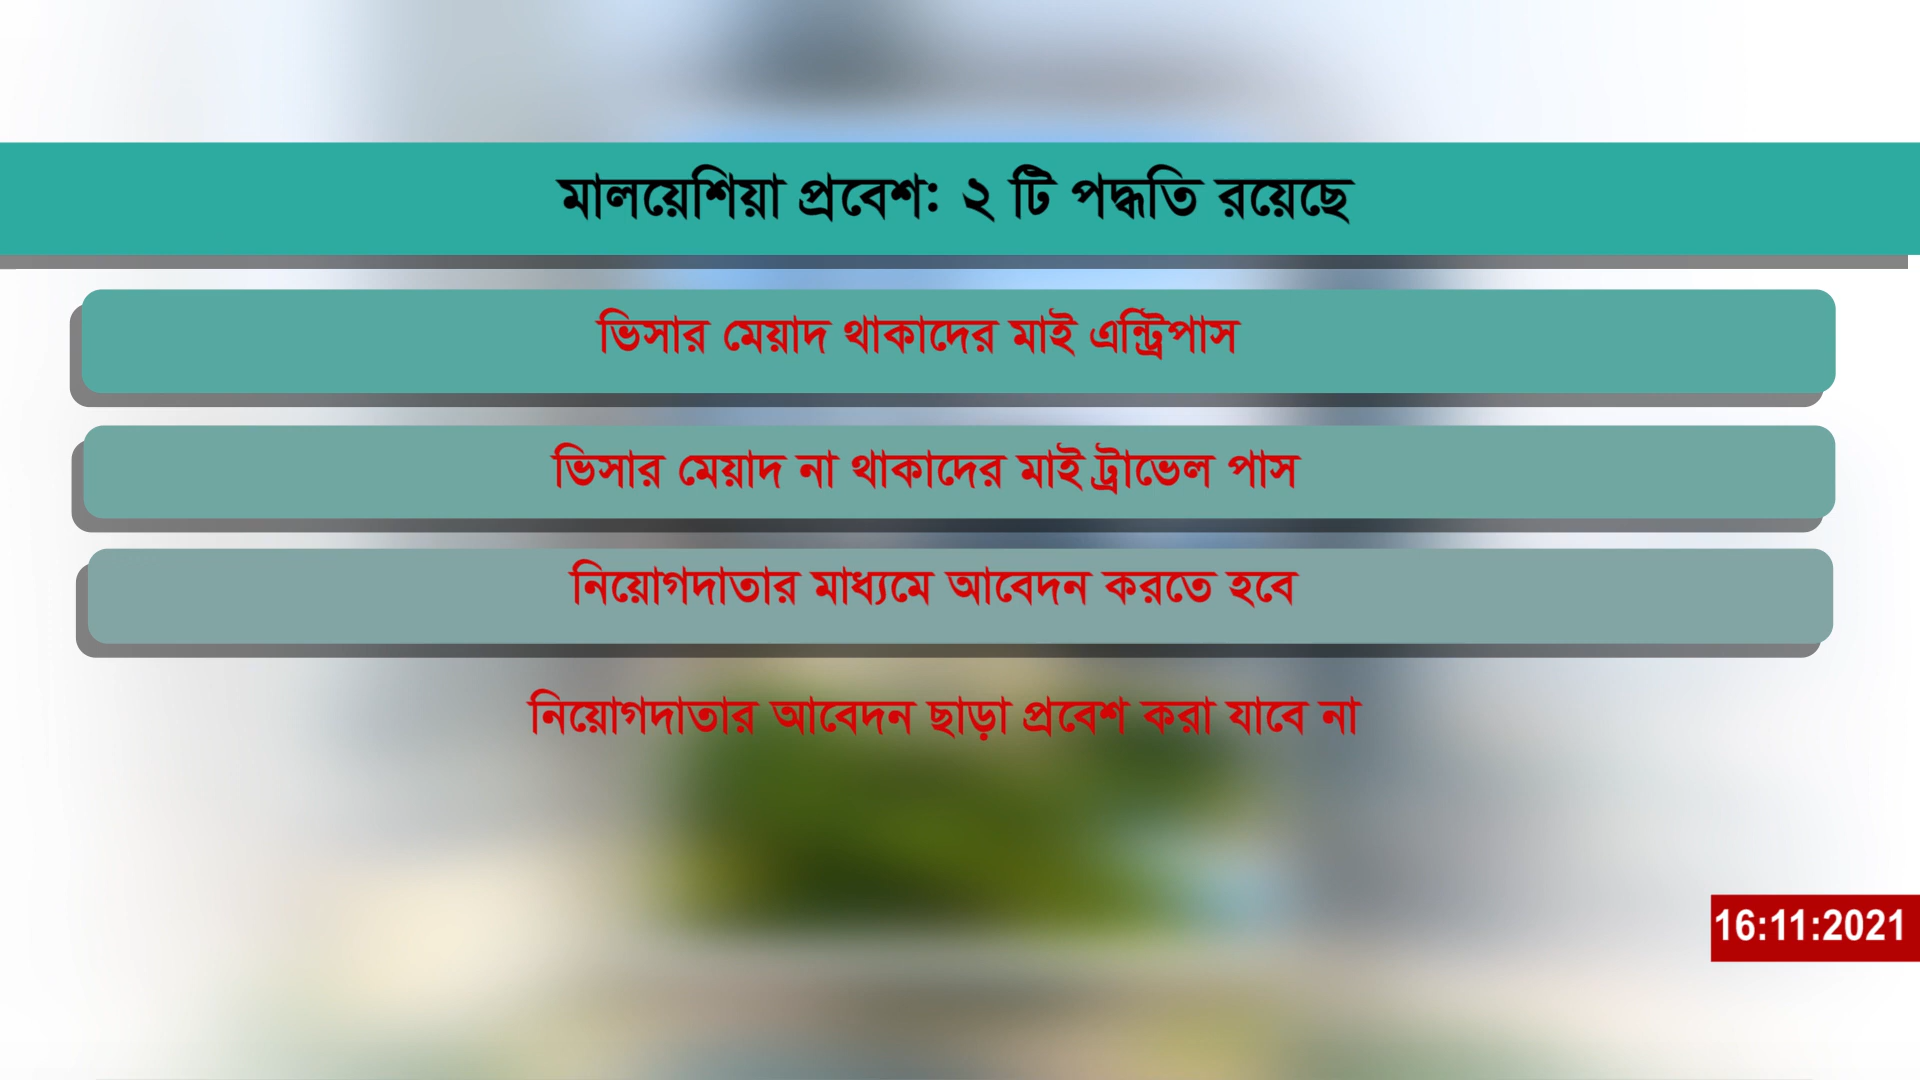 মালয়েশিয়া প্রবেশ: ২ টি পদ্ধতি রয়েছে
ভিসার মেয়াদ থাকাদের মাই এন্ট্রিপাস
ভিসার মেয়াদ না থাকাদের মাই ট্রাভেল পাস
নিয়োগদাতার মাধ্যমে আবেদন করতে হবে
নিয়োগদাতার আবেদন ছাড়া প্রবেশ করা যাবে না
16:11:2021